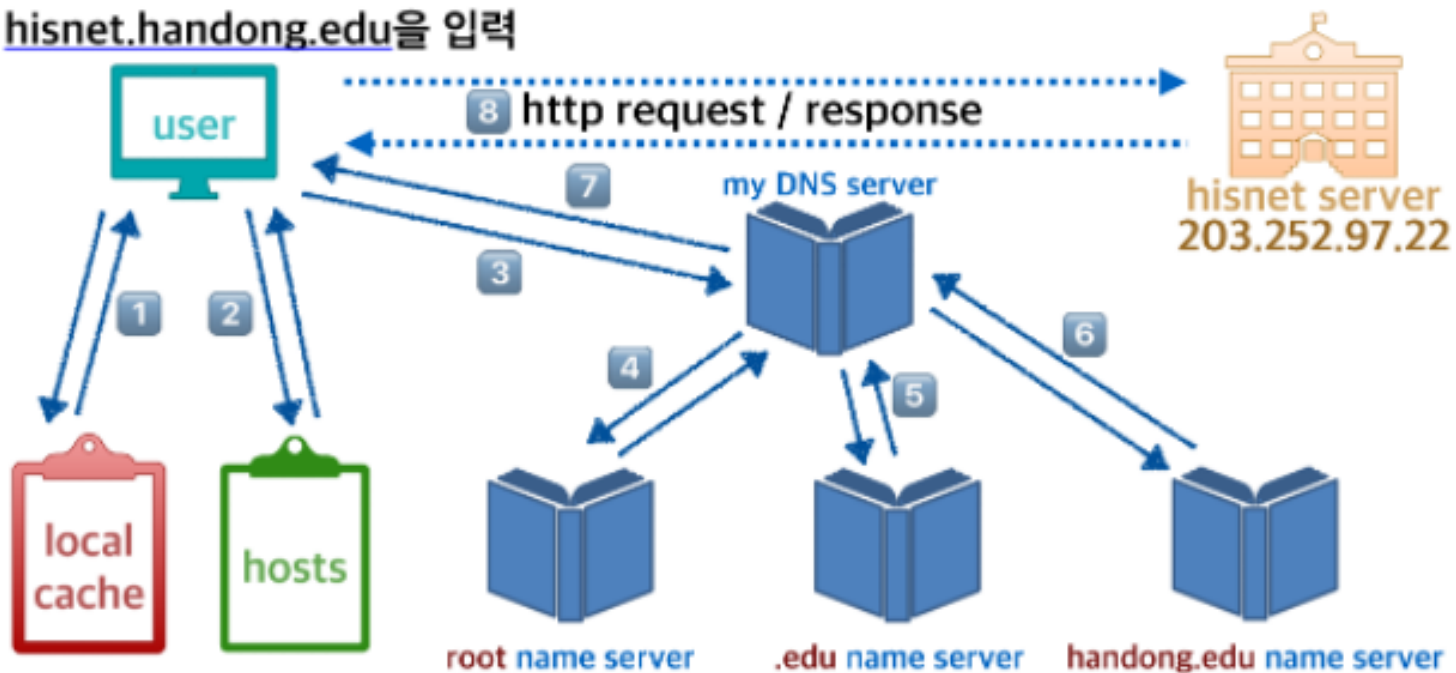 hisnet.handong.edu을 입력
user
8 http request / response
hisnet server
203.252.97.22
7
my DNS server
3
1
2
4
5
6
local
cache
hosts
root name server
.edu name server
handong.edu name server